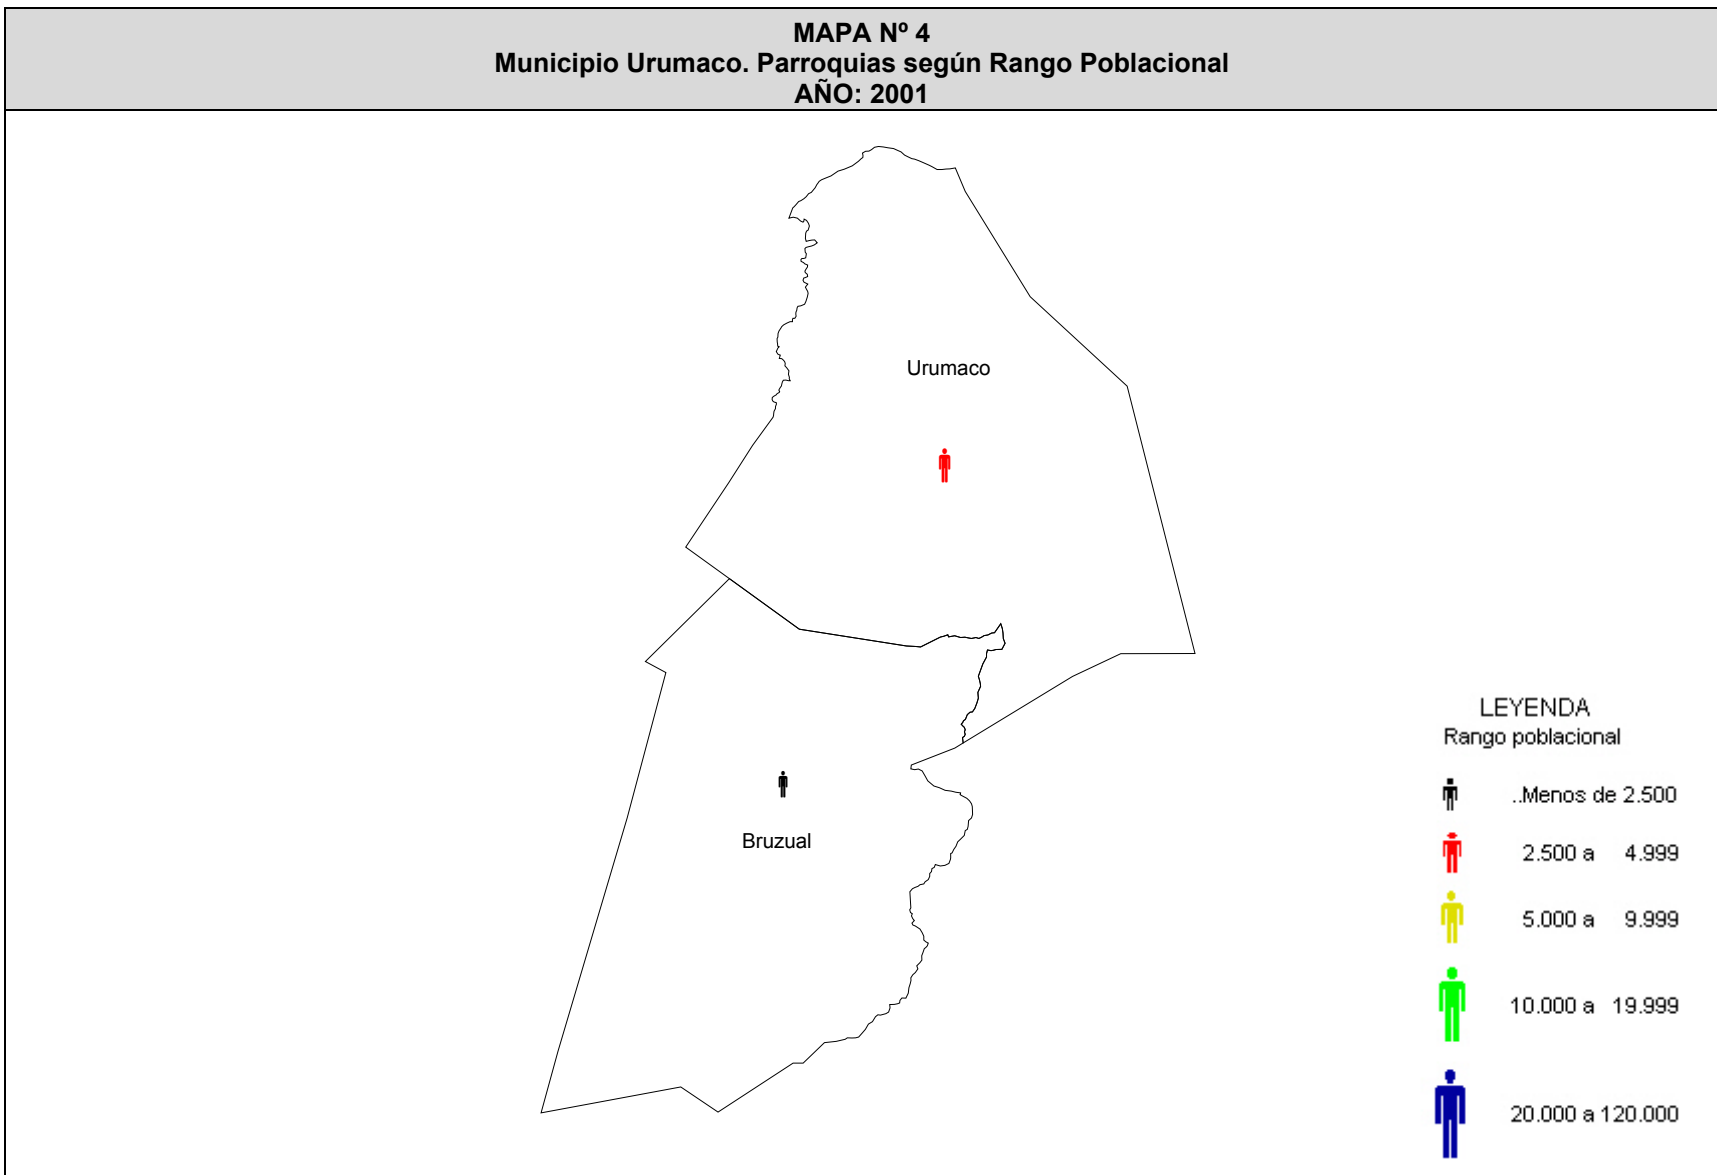 MAPA Nº 4
Municipio Urumaco. Parroquias según Rango Poblacional
AÑO: 2001
Urumaco
Bruzual
LEYENDA
Rango poblacional
..Menos de 2.500
2.500 a 4.999
5.000 a 9.999
10.000 a 19.999
20.000 a 120.000